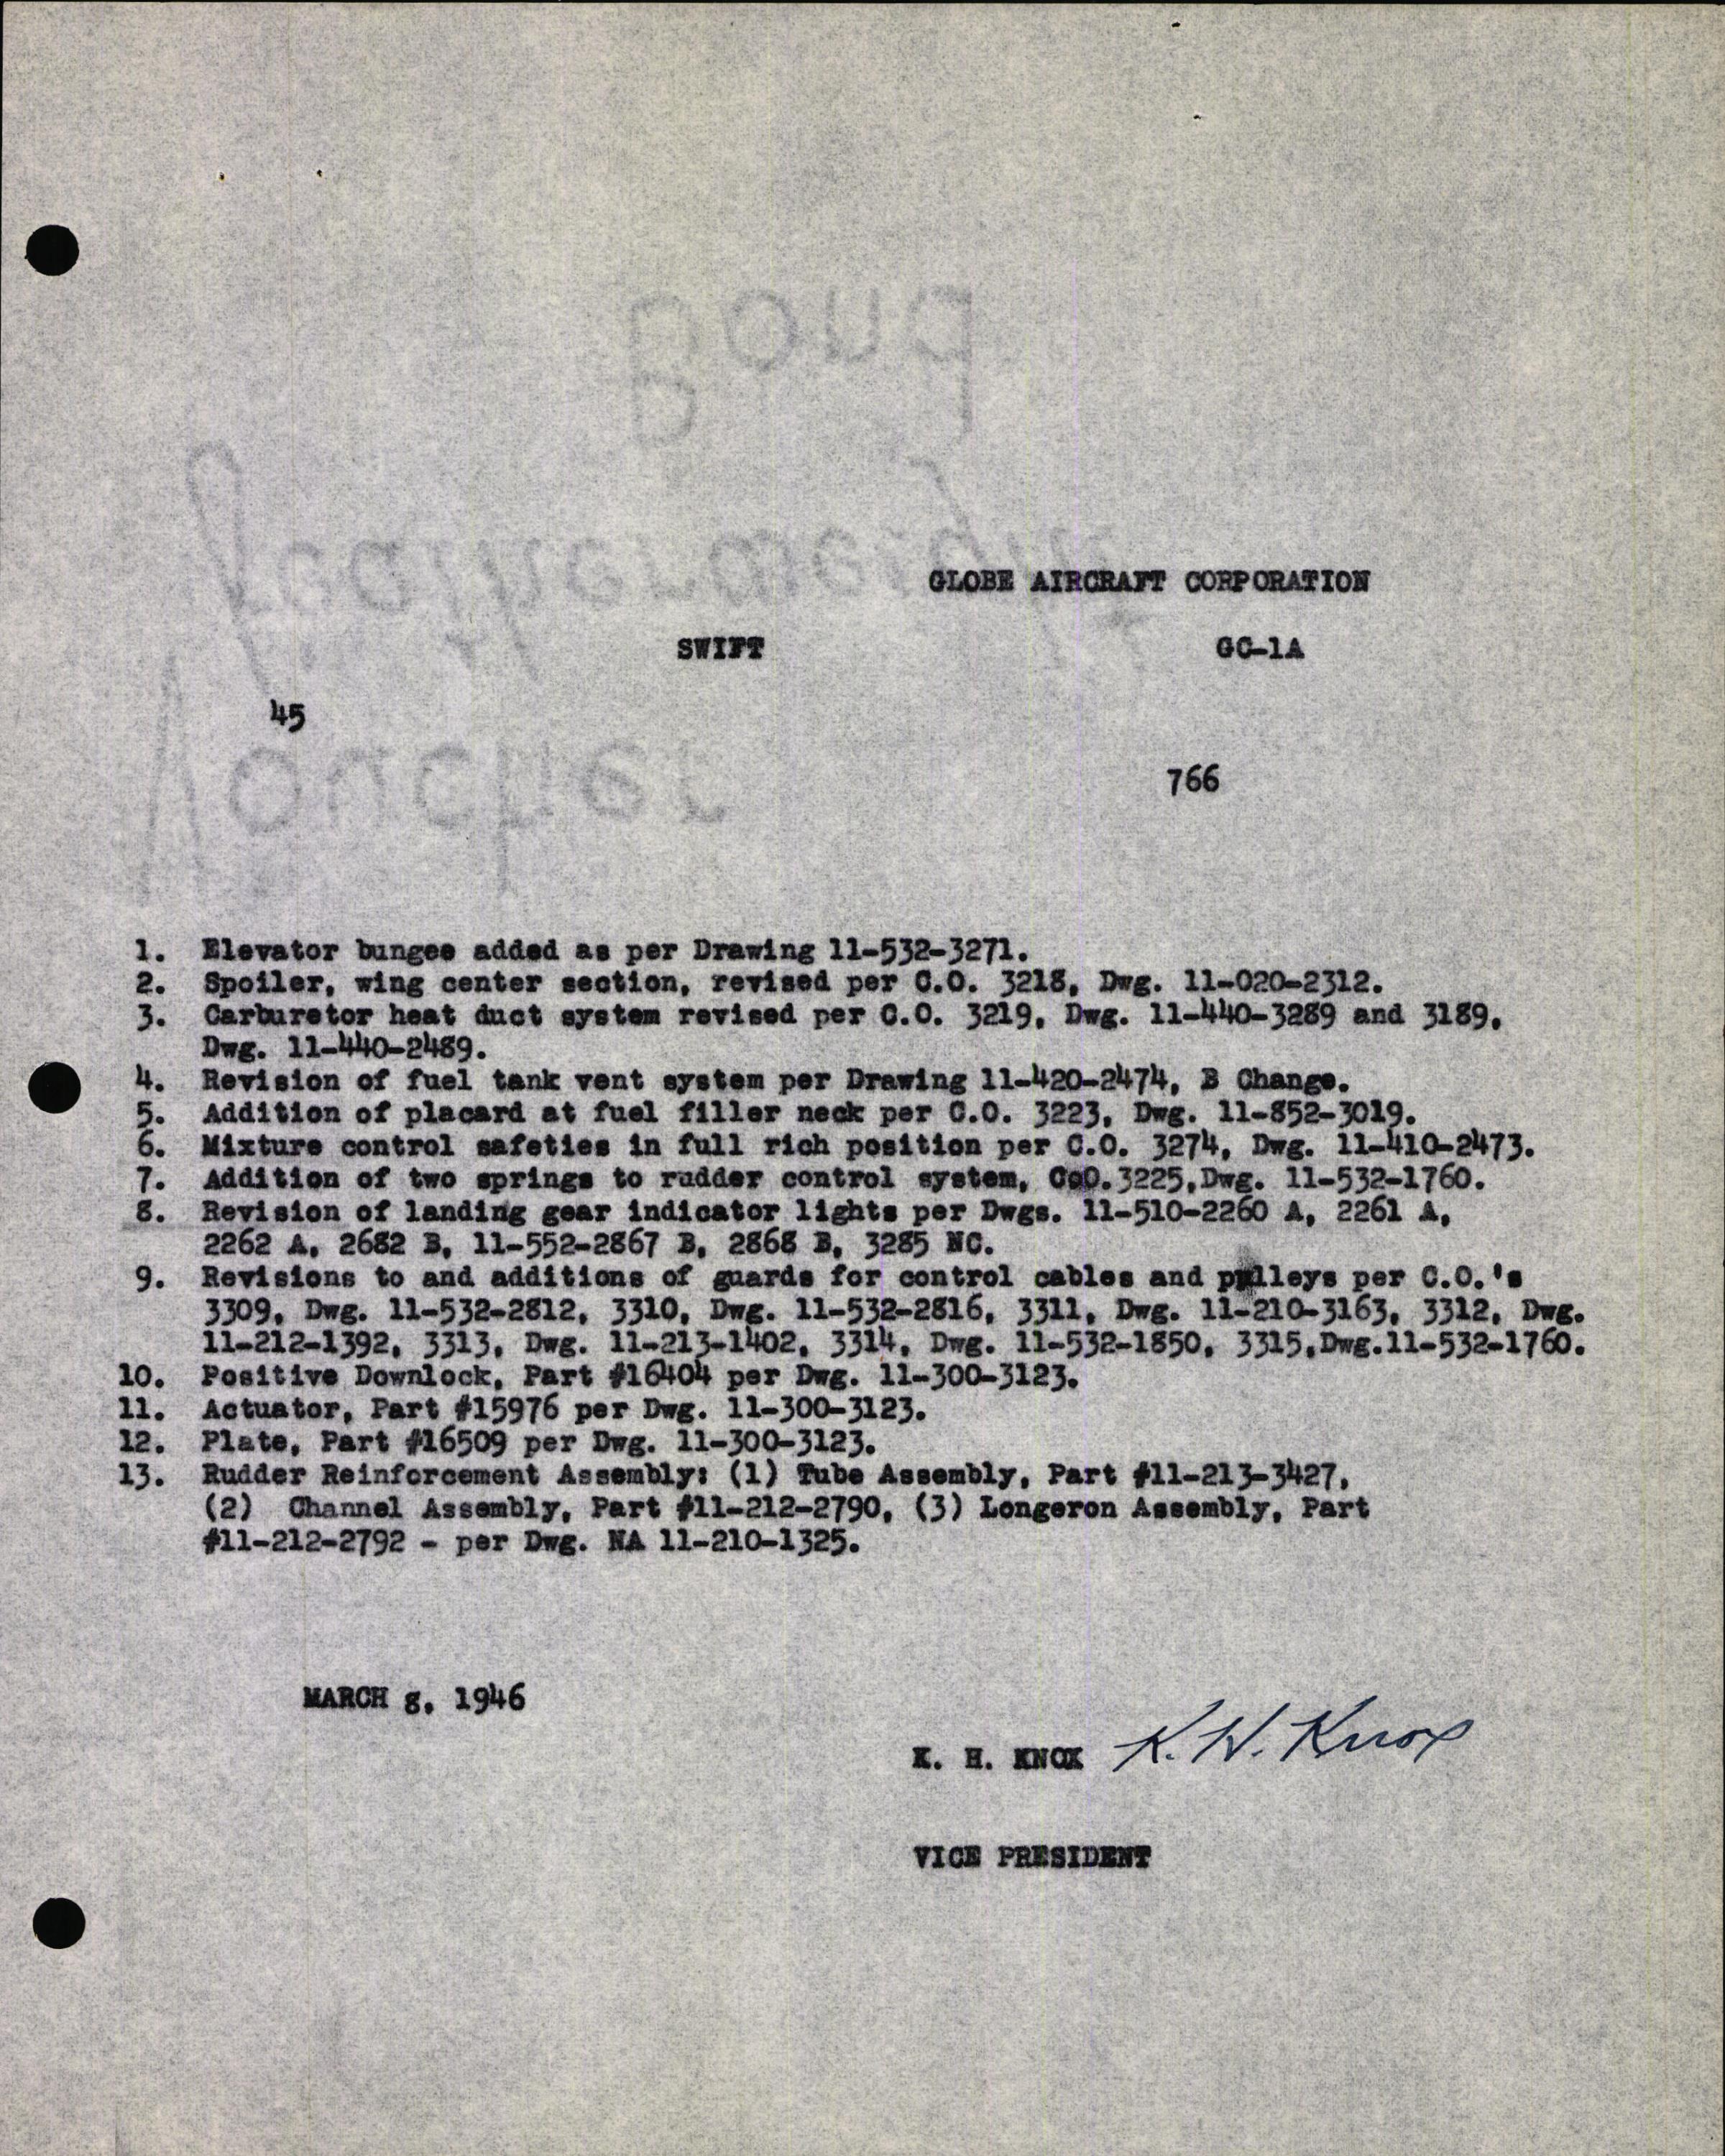 GLOBE AIRCRAFT CORPORATION
SWIFT GC-1A
45
766
1. Elevator bungee added as per Drawing 11-532-3271.
2. Spoiler, wing center section, revised per C.O. 3218, Dwg. 11-020-2312.
3. Carburetor heat duct system revised per C.O. 3219, Dwg. 11-440-3289 and 3189,
Dwg. 11-440-2489.
4. Revision of fuel tank vent system per Drawing 11-420-2474, B Change.
5. Addition of placard at fuel filler neck per C.O. 3223, Dwg. 11-852-3019.
6. Mixture control safeties in full rich position per C.O. 3274, Dwg. 11-410-2473.
7. Addition of two springs to rudder control system, CoO.3225,Dwg. 11-532-1760.
8. Revision of landing gear indicator lights per Dwgs. 11-510-2260 A, 2261 A,
2262 A, 2682 B, 11-552-2867 B, 2868 B, 3285 NC.
9. Revisions to and additions of guards for control cables and pulleys per C.O.'s
3309, Dwg. 11-532-2812, 3310, Dwg. 11-532-2816, 3311, Dwg. 11-210-3163, 3312, Dwg.
11-212-1392, 3313, Dwg. 11-213-1402, 3314, Dwg. 11-532-1850, 3315,Dwg.11-532-1760.
10. Positive Downlock, Part #16404 per Dwg. 11-300-3123.
11. Actuator, Part #15976 per Dwg. 11-300-3123.
12. Plate, Part #16509 per Dwg. 11-300-3123.
13. Rudder Reinforcement Assembly: (1) Tube Assembly, Part #11-213-3427,
(2) Channel Assembly, Part #11-212-2790, (3) Longeron Assembly, Part
#11-212-2792 - per Dwg. NA 11-210-1325.
MARCH 8, 1946
K. H. KNOX K. H. Knox
VICE PRESIDENT